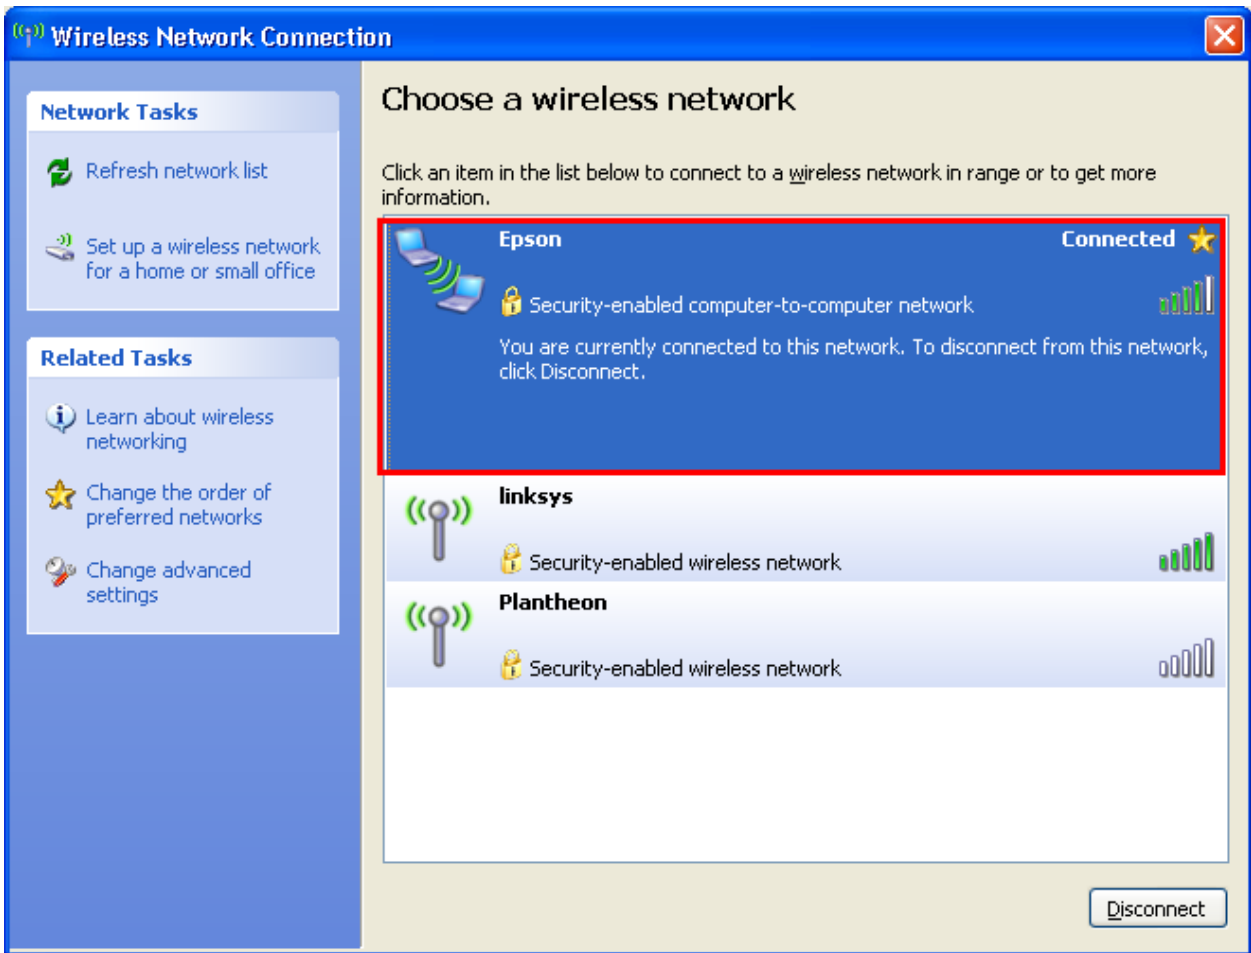 Wireless Network Connection
Network Tasks
Refresh network list
Set up a wireless network
for a home or small office
Related Tasks
Learn about wireless
networking
Change the order of
preferred networks
Change advanced
settings
Choose a wireless network
Click an item in the list below to connect to a wireless network in range or to get more
information.
Epson
Connected
Security-enabled computer-to-computer network
You are currently connected to this network. To disconnect from this network,
click Disconnect.
linksys
Security-enabled wireless network
Plantheon
Security-enabled wireless network
Disconnect